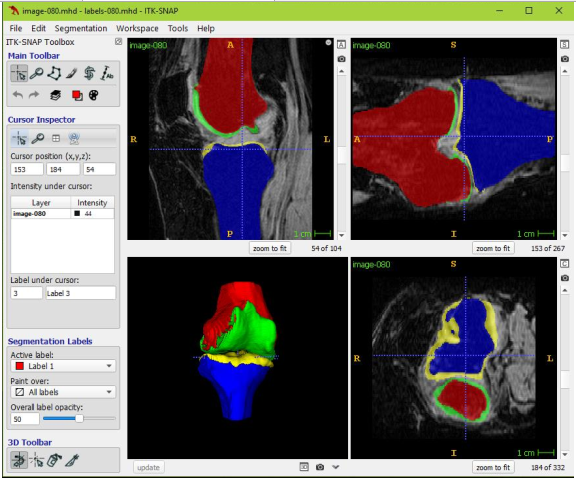 image-080.mhd - labels-080.mhd - ITK-SNAP
File Edit Segmentation Workspace Tools Help
ITK-SNAP Toolbox
Main Toolbar
Cursor Inspector
Cursor position (x,y,z):
153 184 54
Intensity under cursor:
Layer Intensity
image-080 44
Label under cursor:
3 Label 3
Segmentation Labels
Active label:
Label 1
Paint over:
All labels
Overall label opacity:
50
3D Toolbar
image-080
A
R L
P
1 cm
A
zoom to fit 54 of 104
image-080
S
A P
I
1 cm
S
zoom to fit 153 of 267
update
3D
image-080
S
R L
I
1 cm
C
zoom to fit 184 of 332